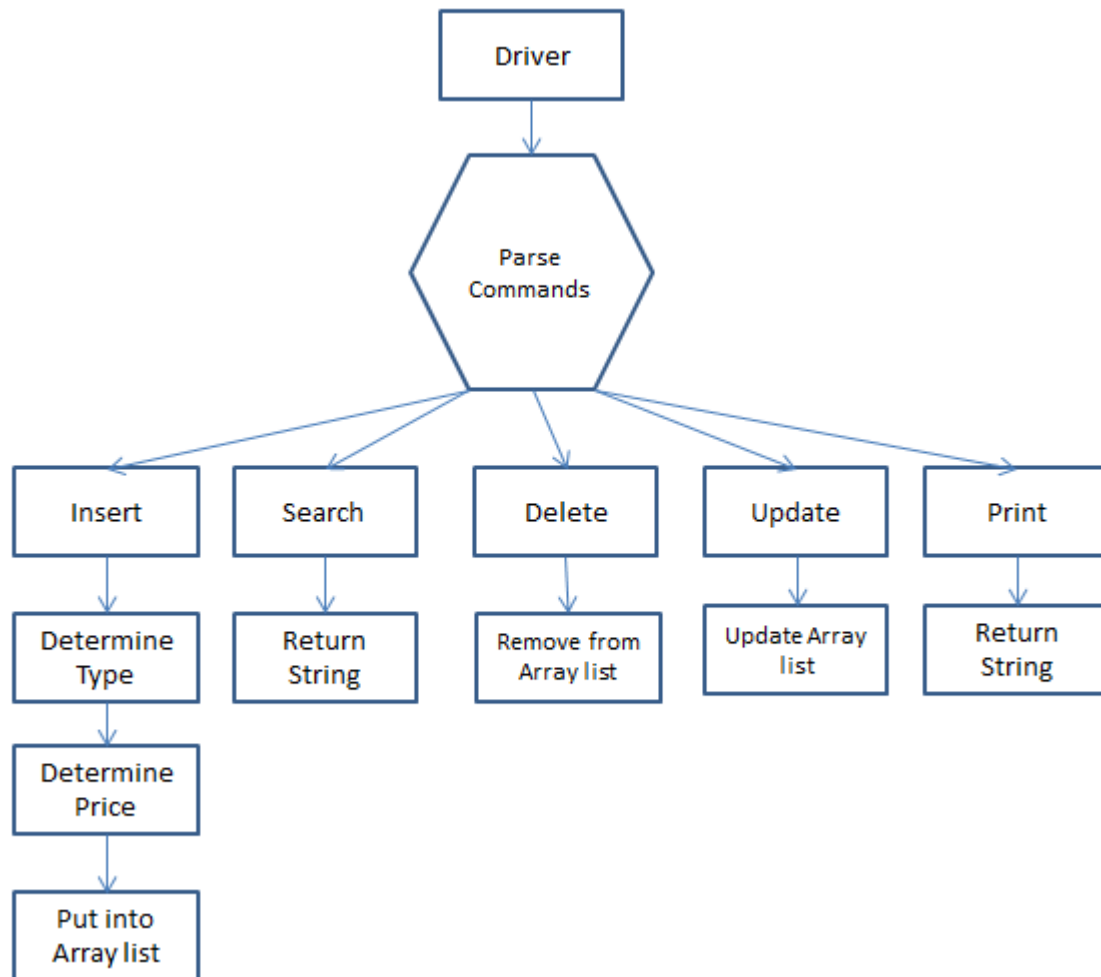 Driver
Parse
Commands
Insert
Search
Delete
Update
Print
Determine
Type
Return
String
Remove from
Array list
Update Array
list
Return
String
Determine
Price
Put into
Array list